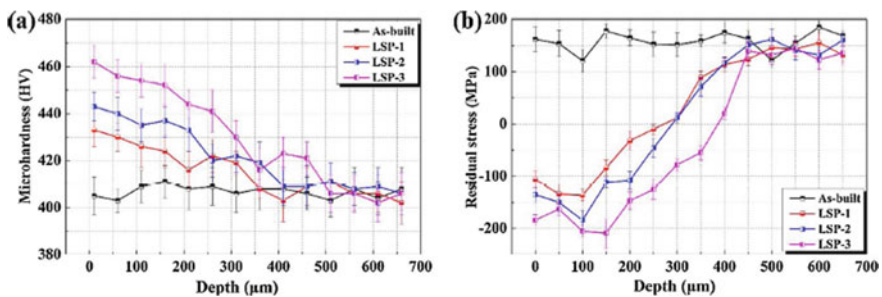 (a)
480
460
440
420
400
380
Microhardness (HV)
0 100 200 300 400 500 600 700
Depth (μm)
As-built
LSP-1
LSP-2
LSP-3
(b)
200
100
0
-100
-200
Residual stress (MPa)
0 100 200 300 400 500 600 700
Depth (μm)
As-built
LSP-1
LSP-2
LSP-3